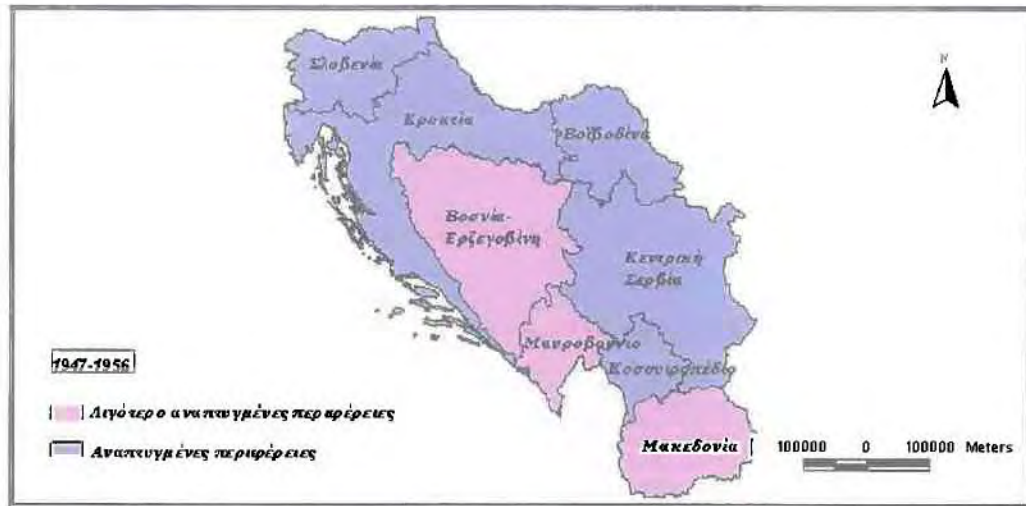 N
Σλοβενία
Κροατία
Βοϊβοδίνα
Βοσνία-
Ερζεγοβίνη
Κεντρική
Σερβία
Μαυροβούνιο
Κοσσυφοπέδιο
Μακεδονία
1947-1956
Λιγότερο αναπτυγμένες περιφέρειες
Αναπτυγμένες περιφέρειες
100000 0 100000 Meters